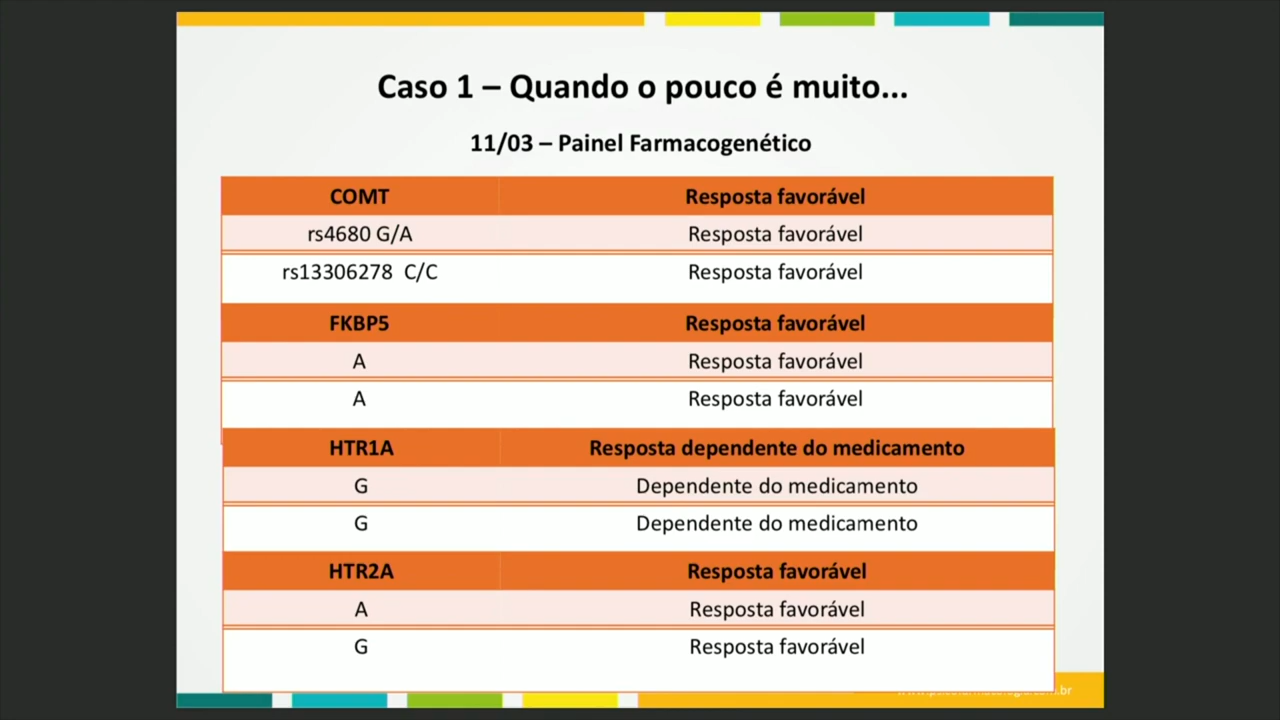 Caso 1 – Quando o pouco é muito...
11/03 – Painel Farmacogenético
COMT Resposta favorável
rs4680 G/A Resposta favorável
rs13306278 C/C Resposta favorável
FKBP5 Resposta favorável
A Resposta favorável
A Resposta favorável
HTR1A Resposta dependente do medicamento
G Dependente do medicamento
G Dependente do medicamento
HTR2A Resposta favorável
A Resposta favorável
G Resposta favorável